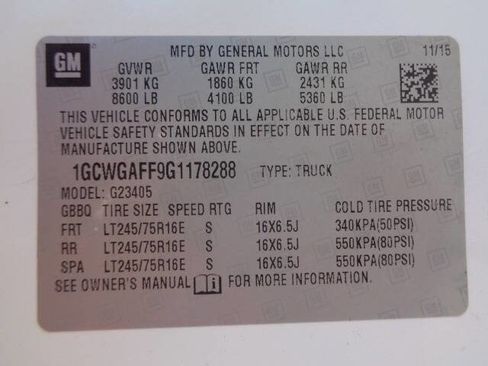 GM MFD BY GENERAL MOTORS LLC 11/15
GVWR GAWR FRT GAWR RR
3901 KG 1860 KG 2431 KG
8600 LB 4100 LB 5360 LB
THIS VEHICLE CONFORMS TO ALL APPLICABLE U.S. FEDERAL MOTOR
VEHICLE SAFETY STANDARDS IN EFFECT ON THE DATE OF
MANUFACTURE SHOWN ABOVE.
1GCWGAFF9G1178288 TYPE: TRUCK
MODEL: G23405
GBBQ TIRE SIZE SPEED RTG RIM COLD TIRE PRESSURE
FRT LT245/75R16E S 16X6.5J 340KPA(50PSI)
RR LT245/75R16E S 16X6.5J 550KPA(80PSI)
SPA LT245/75R16E S 16X6.5J 550KPA(80PSI)
SEE OWNER'S MANUAL FOR MORE INFORMATION.